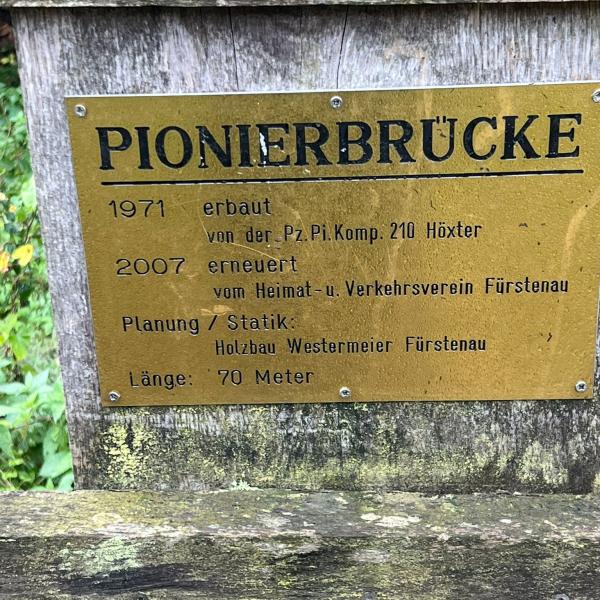 PIONIERBRÜCKE
1971 erbaut
von der Pz.Pi.Komp. 210 Höxter
2007 erneuert
vom Heimat-u. Verkehrsverein Fürstenau
Planung / Statik:
Holzbau Westermeier Fürstenau
Länge: 70 Meter